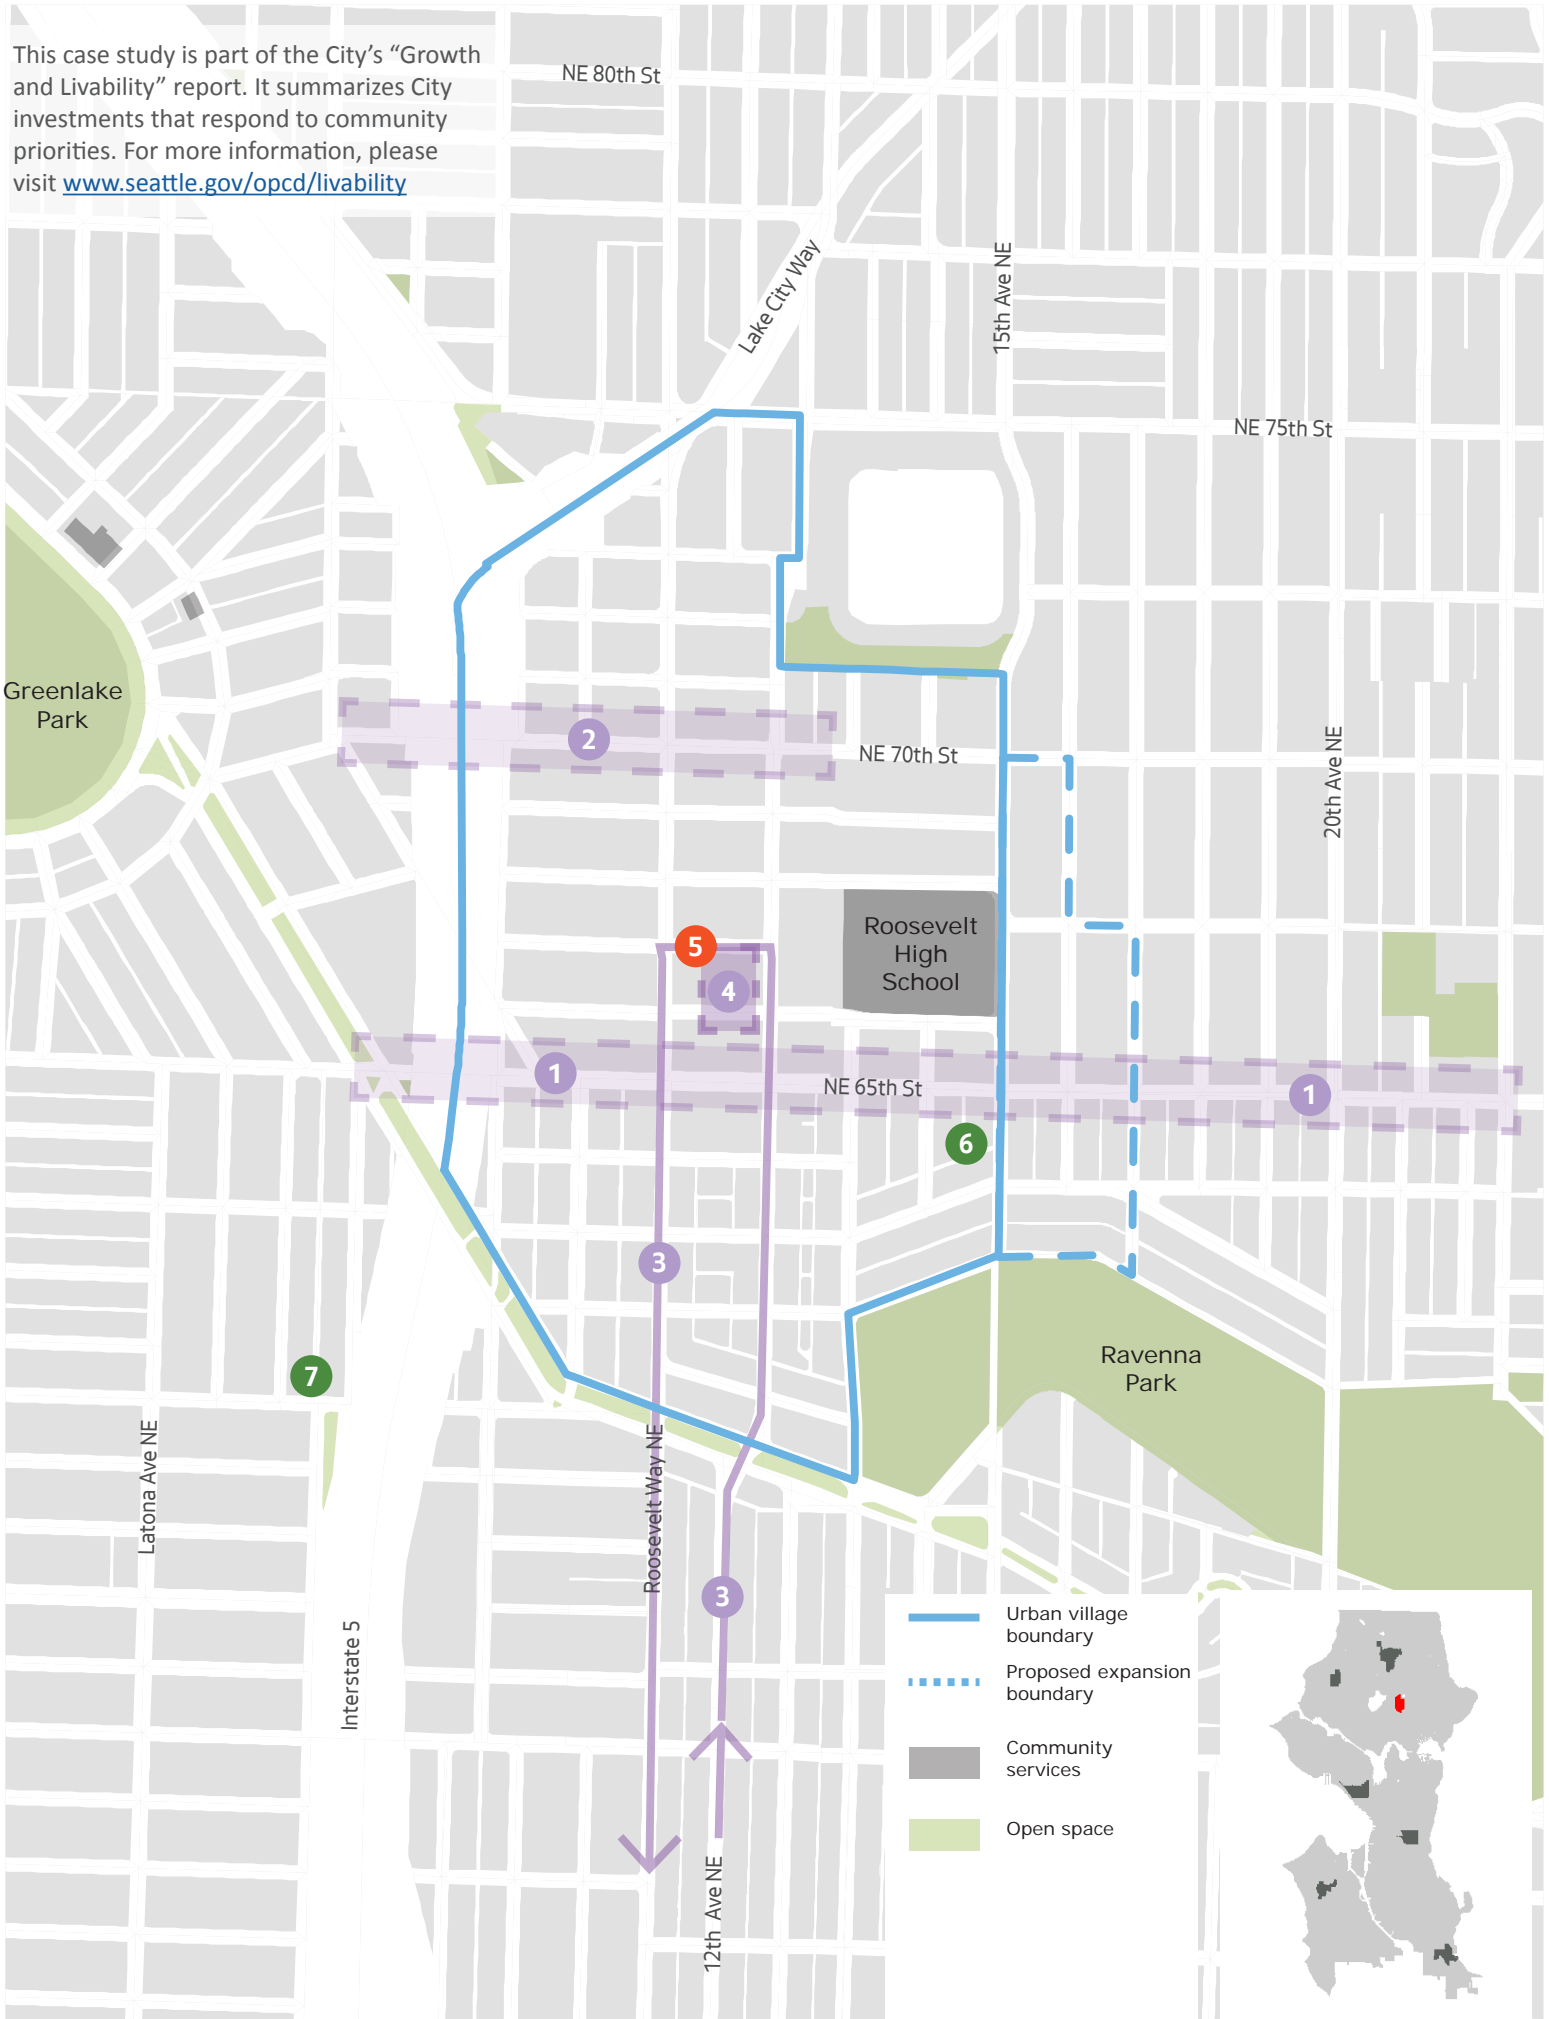 This case study is part of the City’s “Growth
and Livability” report. It summarizes City
investments that respond to community
priorities. For more information, please
visit www.seattle.gov/opcd/livability
NE 80th St
Lake City Way
15th Ave NE
NE 75th St
Greenlake
Park
2
NE 70th St
20th Ave NE
Roosevelt
High
School
5
4
1
NE 65th St
1
6
3
7
Ravenna
Park
Latona Ave NE
Roosevelt Way NE
3
Interstate 5
12th Ave NE
Urban village
boundary
Proposed expansion
boundary
Community
services
Open space